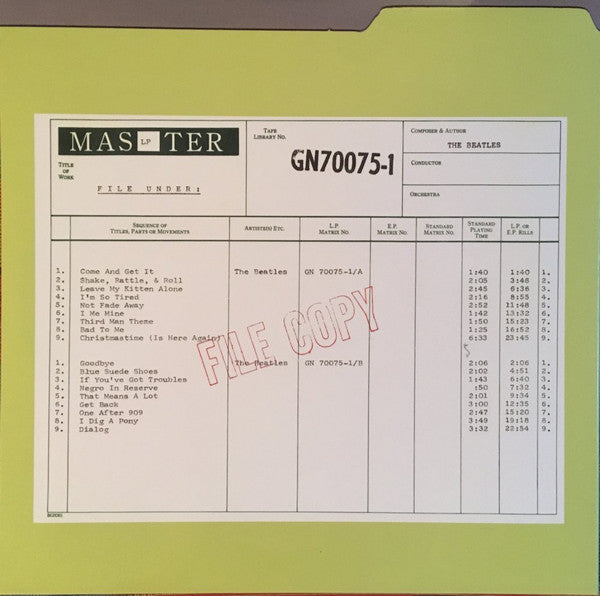 MASTER LP
TAPE LIBRARY NO.
GN70075-1
COMPOSER & AUTHOR
THE BEATLES
CONDUCTOR
ORCHESTRA
TITLE OF WORK
FILE UNDER:
SEQUENCE OF TITLES, PARTS OR MOVEMENTS ARTISTE(S) ETC. L.P. MATRIX NO. E.P. MATRIX NO. STANDARD MATRIX NO. STANDARD PLAYING TIME L.P. OR E.P. RILLS
1. Come And Get It The Beatles GN 70075-1/A 1:40 1:40 1.
2. Shake, Rattle, & Roll 2:05 3:48 2.
3. Leave My Kitten Alone 2:45 6:36 3.
4. I'm So Tired 2:16 8:55 4.
5. Not Fade Away 2:52 11:48 5.
6. I Me Mine 1:42 13:32 6.
7. Third Man Theme 1:50 15:23 7.
8. Bad To Me 1:25 16:52 8.
9. Christmastime (Is Here Again) 6:33 23:45 9.
FILE COPY
5
1. Goodbye The Beatles GN 70075-1/B 2:06 2:06 1.
2. Blue Suede Shoes 2:02 4:51 2.
3. If You've Got Troubles 1:43 6:40 3.
4. Negro In Reserve :50 7:32 4.
5. That Means A Lot 2:01 9:34 5.
6. Get Back 3:00 12:35 6.
7. One After 909 2:47 15:20 7.
8. I Dig A Pony 3:49 19:18 8.
9. Dialog 3:32 22:54 9.